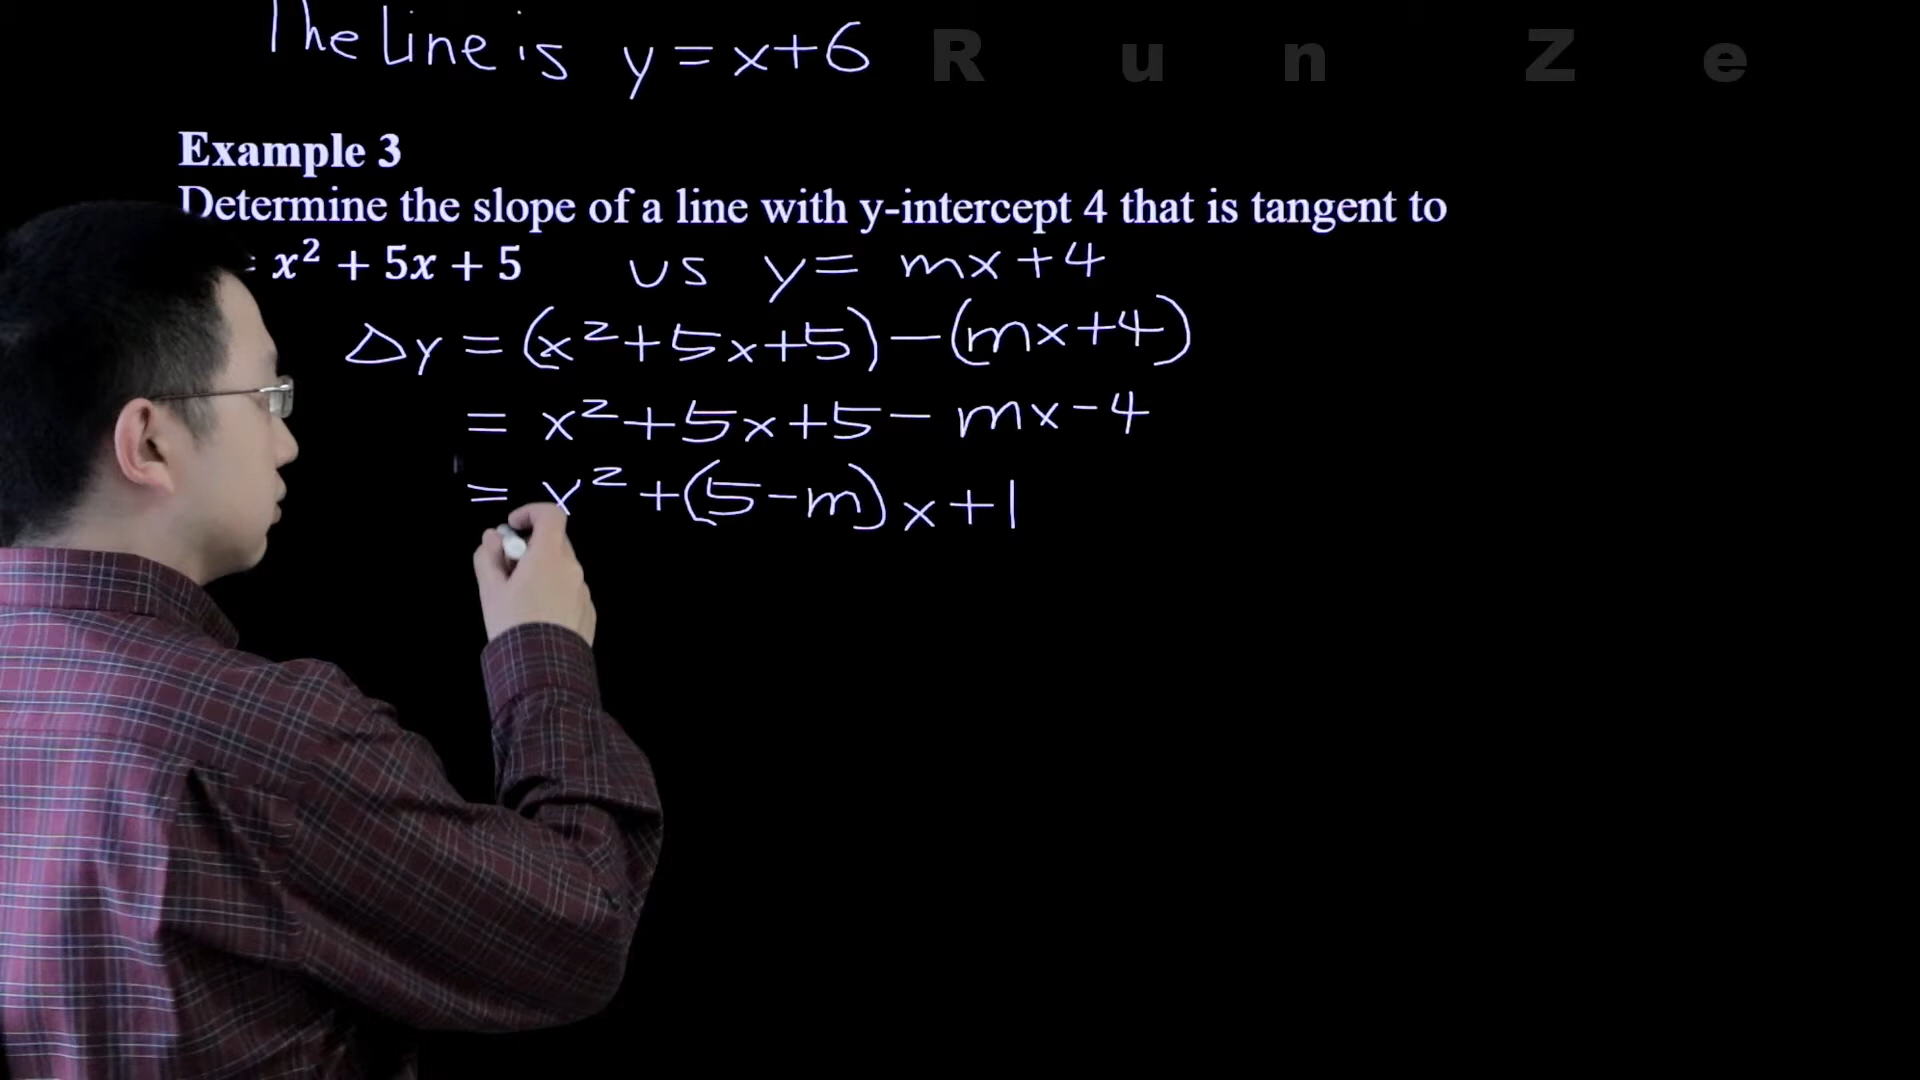 The line is y = x+6
R u n Z e
Example 3
Determine the slope of a line with y-intercept 4 that is tangent to
= x² + 5x + 5 vs y = mx+4
Δy = (x²+5x+5)-(mx+4)
= x²+5x+5-mx-4
= x²+(5-m)x+1